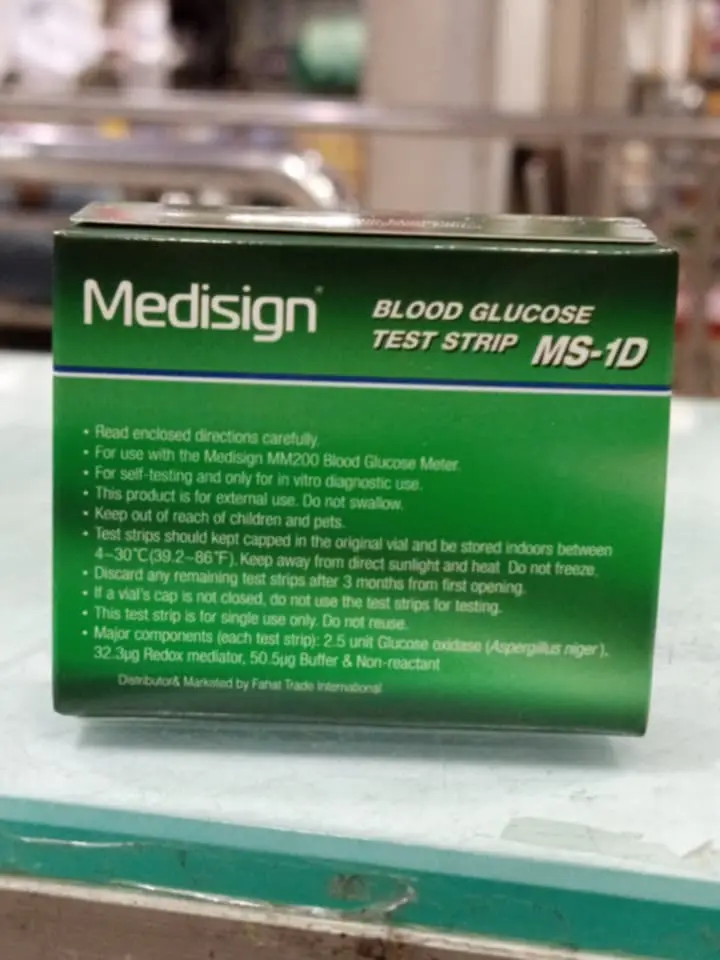 Medisign
BLOOD GLUCOSE
TEST STRIP MS-1D
• Read enclosed directions carefully.
• For use with the Medisign MM200 Blood Glucose Meter.
• For self-testing and only for in vitro diagnostic use.
• This product is for external use. Do not swallow.
• Keep out of reach of children and pets.
• Test strips should kept capped in the original vial and be stored indoors between
4~30°C(39.2~86°F). Keep away from direct sunlight and heat. Do not freeze.
• Discard any remaining test strips after 3 months from first opening.
• If a vial's cap is not closed, do not use the test strips for testing.
• This test strip is for single use only. Do not reuse.
• Major components (each test strip): 2.5 unit Glucose oxidase (Aspergillus niger),
32.3μg Redox mediator, 50.5μg Buffer & Non-reactant
Distributor& Marketed by Fahat Trade International